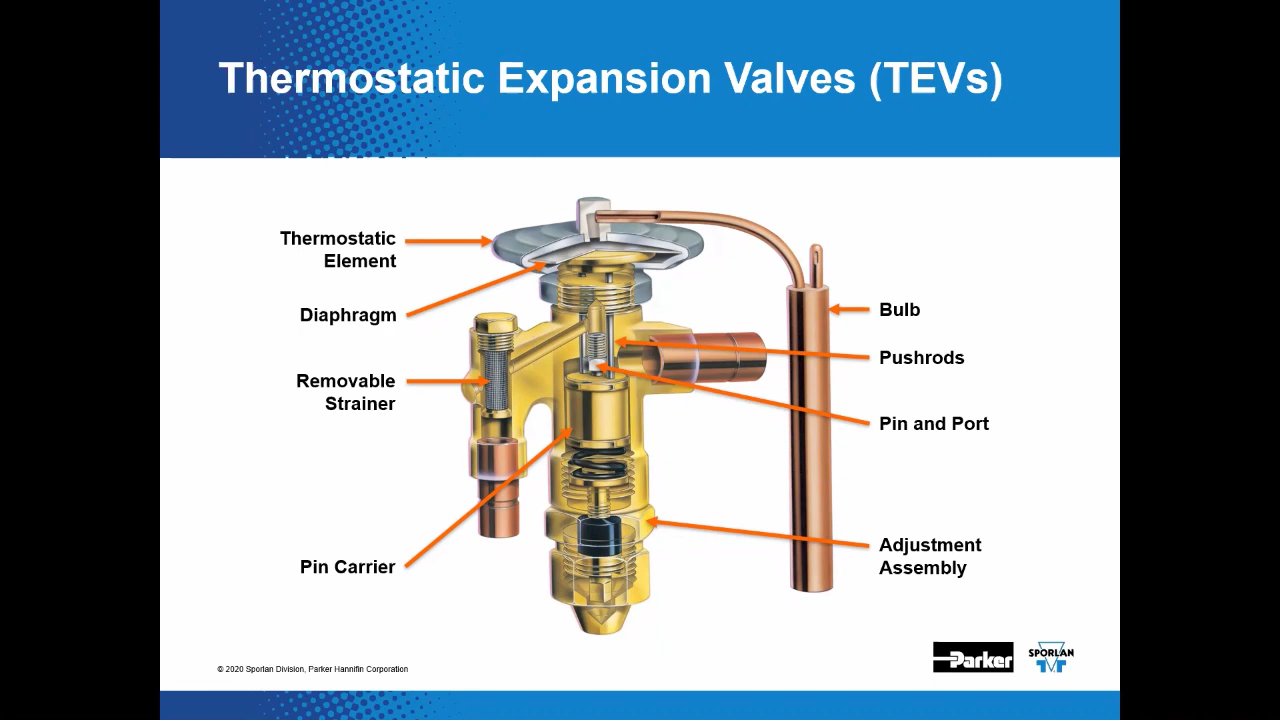 Thermostatic Expansion Valves (TEVs)
Thermostatic
Element
Diaphragm
Removable
Strainer
Pin Carrier
Bulb
Pushrods
Pin and Port
Adjustment
Assembly
© 2020 Sporlan Division, Parker Hannifin Corporation
Parker
SPORLAN